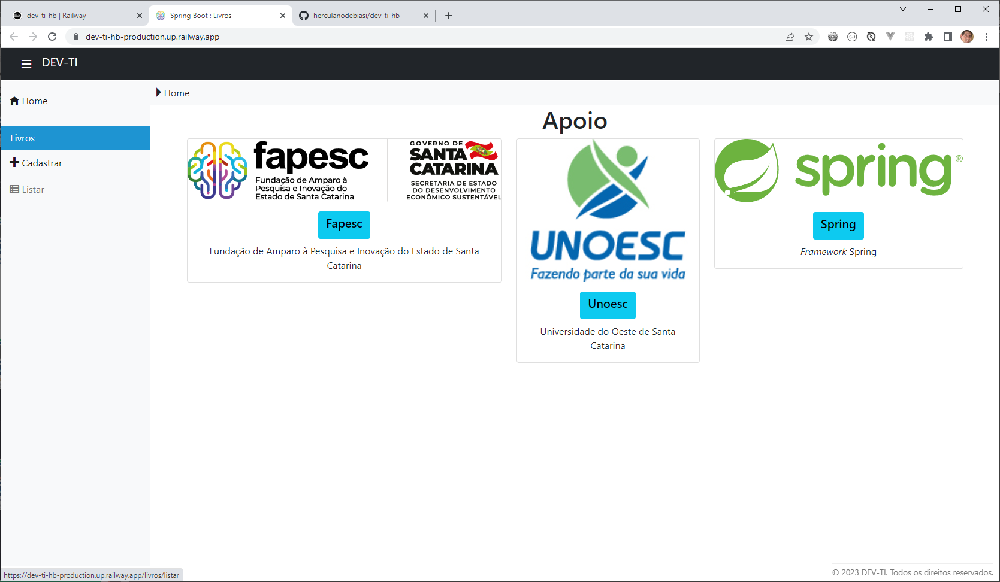 dev-ti-hb | Railway
Spring Boot : Livros
herculanodebiasi/dev-ti-hb
dev-ti-hb-production.up.railway.app
DEV-TI
Home
Livros
Cadastrar
Listar
Home
Apoio
fapesc
Fundação de Amparo à
Pesquisa e Inovação do
Estado de Santa Catarina
GOVERNO DE
SANTA
CATARINA
SECRETARIA DE ESTADO
DO DESENVOLVIMENTO
ECONÔMICO SUSTENTÁVEL
Fapesc
Fundação de Amparo à Pesquisa e Inovação do Estado de Santa
Catarina
UNOESC
Fazendo parte da sua vida
Unoesc
Universidade do Oeste de Santa
Catarina
spring®
Spring
Framework Spring
https://dev-ti-hb-production.up.railway.app/livros/listar
© 2023 DEV-TI. Todos os direitos reservados.